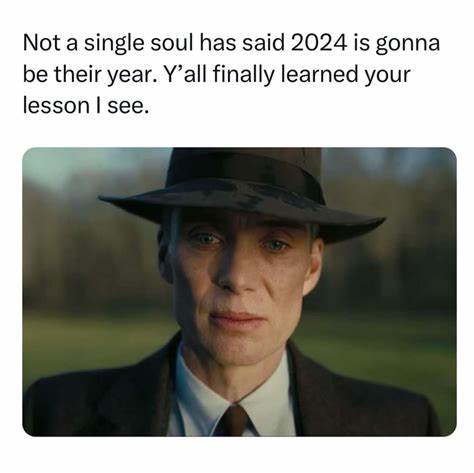 Not a single soul has said 2024 is gonna
be their year. Y’all finally learned your
lesson I see.